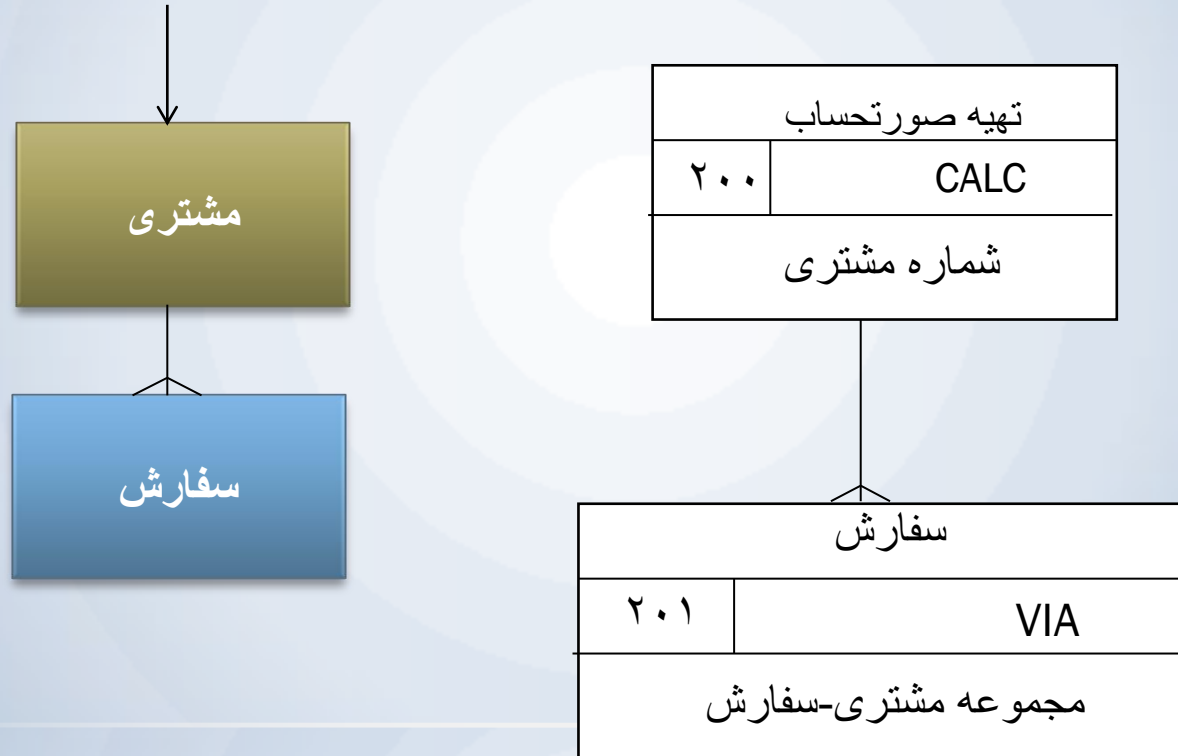 مشتری
سفارش
تهیه صورتحساب
۲۰۰
CALC
شماره مشتری
سفارش
۲۰۱
VIA
مجموعه مشتری-سفارش